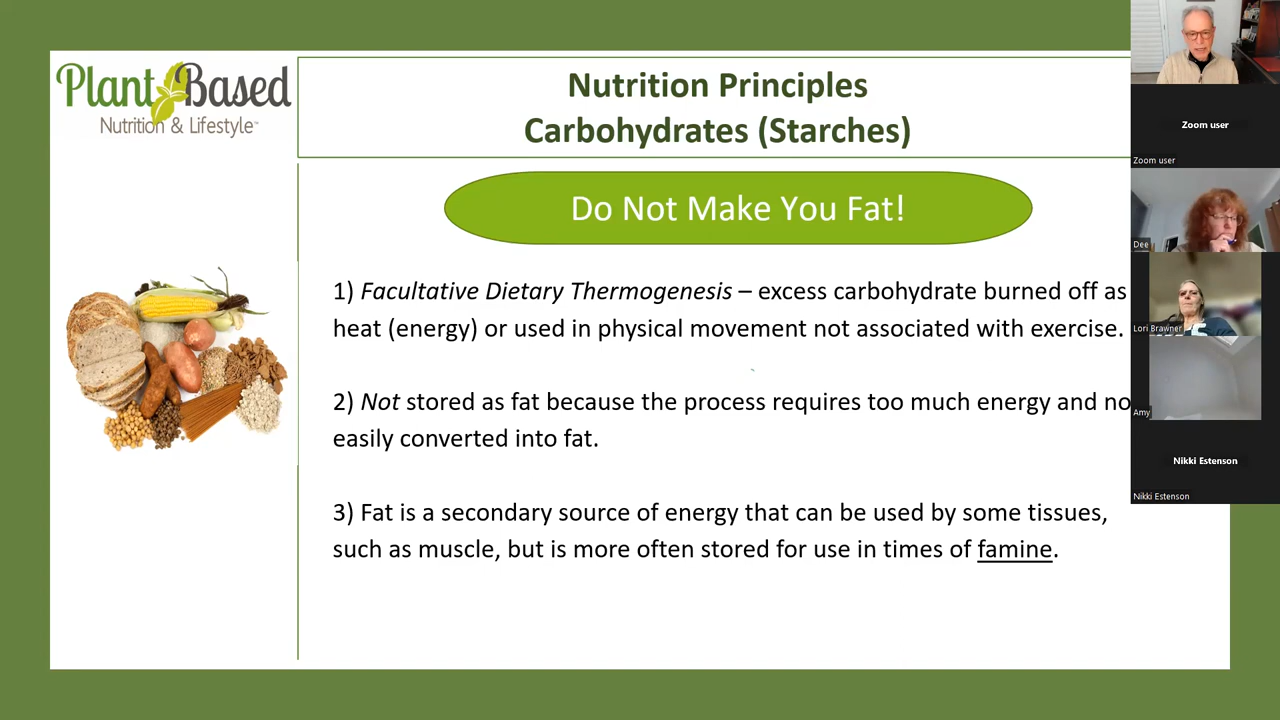 Plant Based
Nutrition & Lifestyle™
Nutrition Principles
Carbohydrates (Starches)
Do Not Make You Fat!
1) Facultative Dietary Thermogenesis – excess carbohydrate burned off as
heat (energy) or used in physical movement not associated with exercise.
2) Not stored as fat because the process requires too much energy and no
easily converted into fat.
3) Fat is a secondary source of energy that can be used by some tissues,
such as muscle, but is more often stored for use in times of famine.
Zoom user
Zoom user
Dee
Lori Brawner
Amy
Nikki Estenson
Nikki Estenson